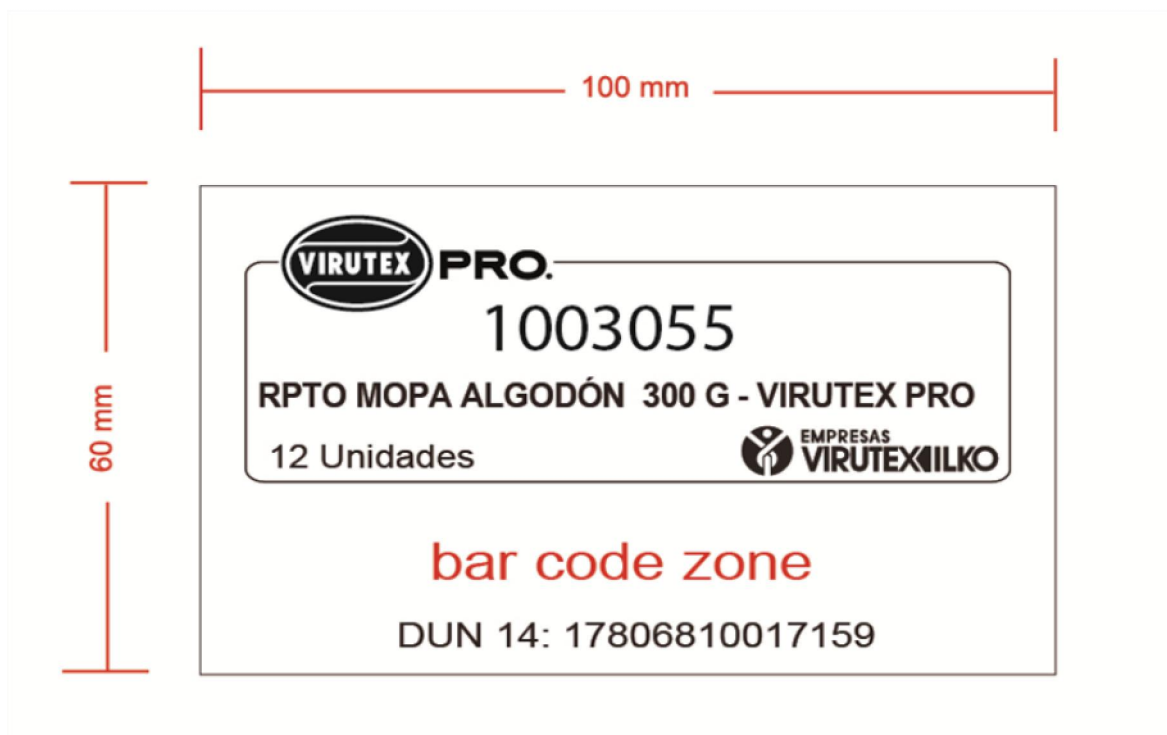 100 mm
60 mm
VIRUTEX PRO.
1003055
RPTO MOPA ALGODÓN 300 G - VIRUTEX PRO
12 Unidades
EMPRESAS
VIRUTEX ILKO
bar code zone
DUN 14: 17806810017159